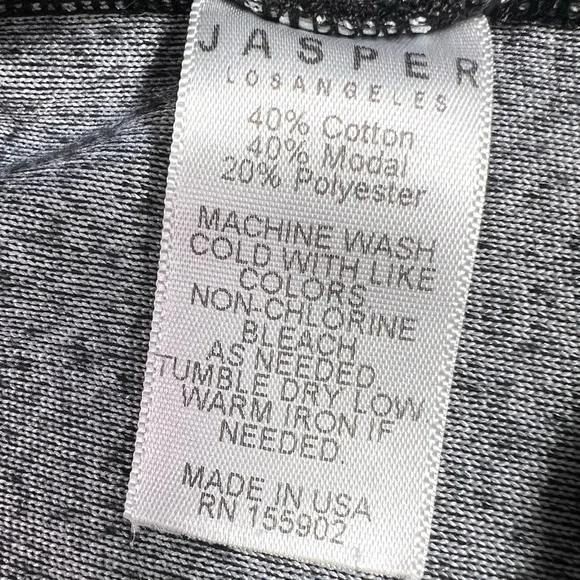 JASPER
LOSANGELES
40% Cotton
40% Modal
20% Polyester
MACHINE WASH
COLD WITH LIKE
COLORS
NON-CHLORINE
BLEACH
AS NEEDED
TUMBLE DRY LOW
WARM IRON IF
NEEDED.
MADE IN USA
RN 155902